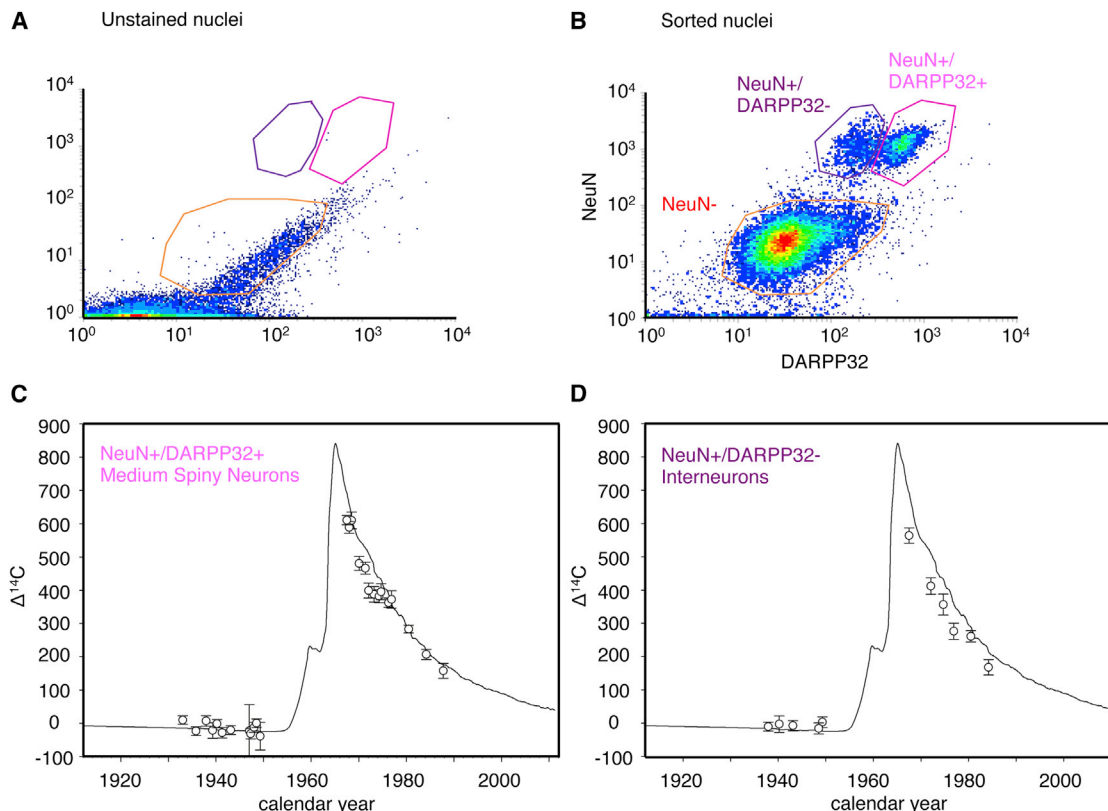 A
Unstained nuclei
10⁴
10³
10²
10¹
10⁰
10⁰
10¹
10²
10³
10⁴
B
Sorted nuclei
NeuN+/
DARPP32-
NeuN+/
DARPP32+
NeuN-
NeuN
10⁴
10³
10²
10¹
10⁰
10⁰
10¹
10²
10³
10⁴
DARPP32
C
NeuN+/DARPP32+
Medium Spiny Neurons
Δ¹⁴C
900
800
700
600
500
400
300
200
100
0
-100
1920
1940
1960
1980
2000
calendar year
D
NeuN+/DARPP32-
Interneurons
Δ¹⁴C
900
800
700
600
500
400
300
200
100
0
-100
1920
1940
1960
1980
2000
calendar year